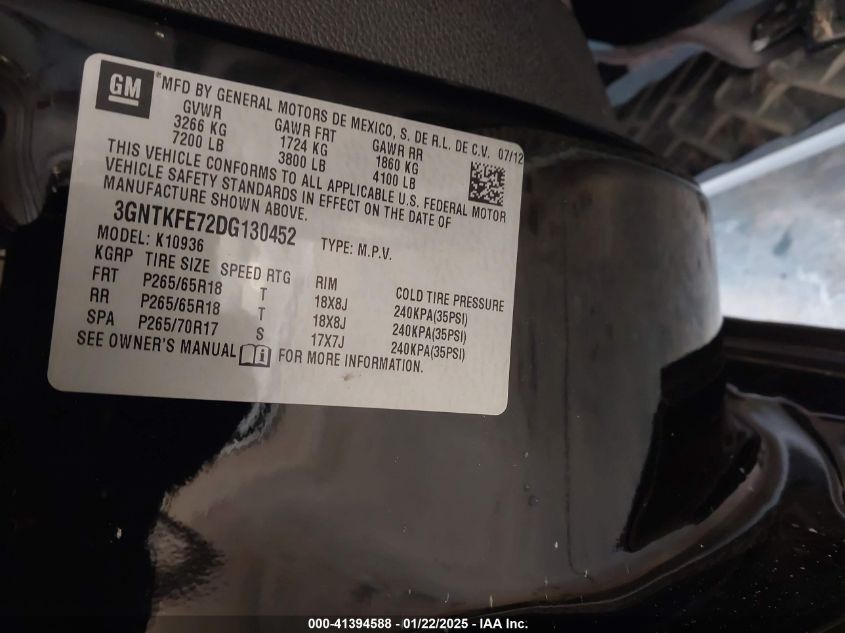 GM
*MFD BY GENERAL MOTORS DE MEXICO, S. DE R.L. DE C.V. 07/12
GVWR GAWR FRT GAWR RR
3266 KG 1724 KG 1860 KG
7200 LB 3800 LB 4100 LB
THIS VEHICLE CONFORMS TO ALL APPLICABLE U.S. FEDERAL MOTOR
VEHICLE SAFETY STANDARDS IN EFFECT ON THE DATE OF
MANUFACTURE SHOWN ABOVE.
3GNTKFE72DG130452 TYPE: M.P.V.
MODEL: K10936
KGRP TIRE SIZE SPEED RTG RIM COLD TIRE PRESSURE
FRT P265/65R18 T 18X8J 240KPA(35PSI)
RR P265/65R18 T 18X8J 240KPA(35PSI)
SPA P265/70R17 S 17X7J 240KPA(35PSI)
SEE OWNER'S MANUAL FOR MORE INFORMATION.
000-41394588 - 01/22/2025 - IAA Inc.